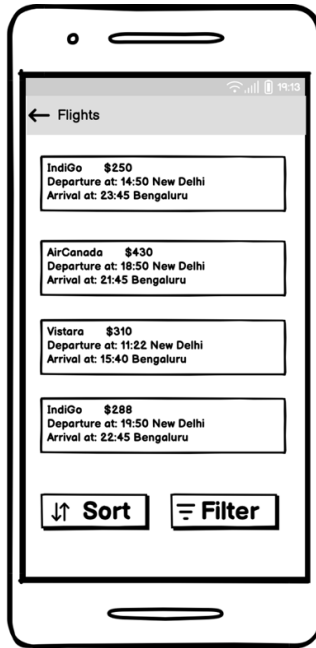 19:13
Flights
IndiGo $250
Departure at: 14:50 New Delhi
Arrival at: 23:45 Bengaluru
AirCanada $430
Departure at: 18:50 New Delhi
Arrival at: 21:45 Bengaluru
Vistara $310
Departure at: 11:22 New Delhi
Arrival at: 15:40 Bengaluru
IndiGo $288
Departure at: 19:50 New Delhi
Arrival at: 22:45 Bengaluru
Sort Filter